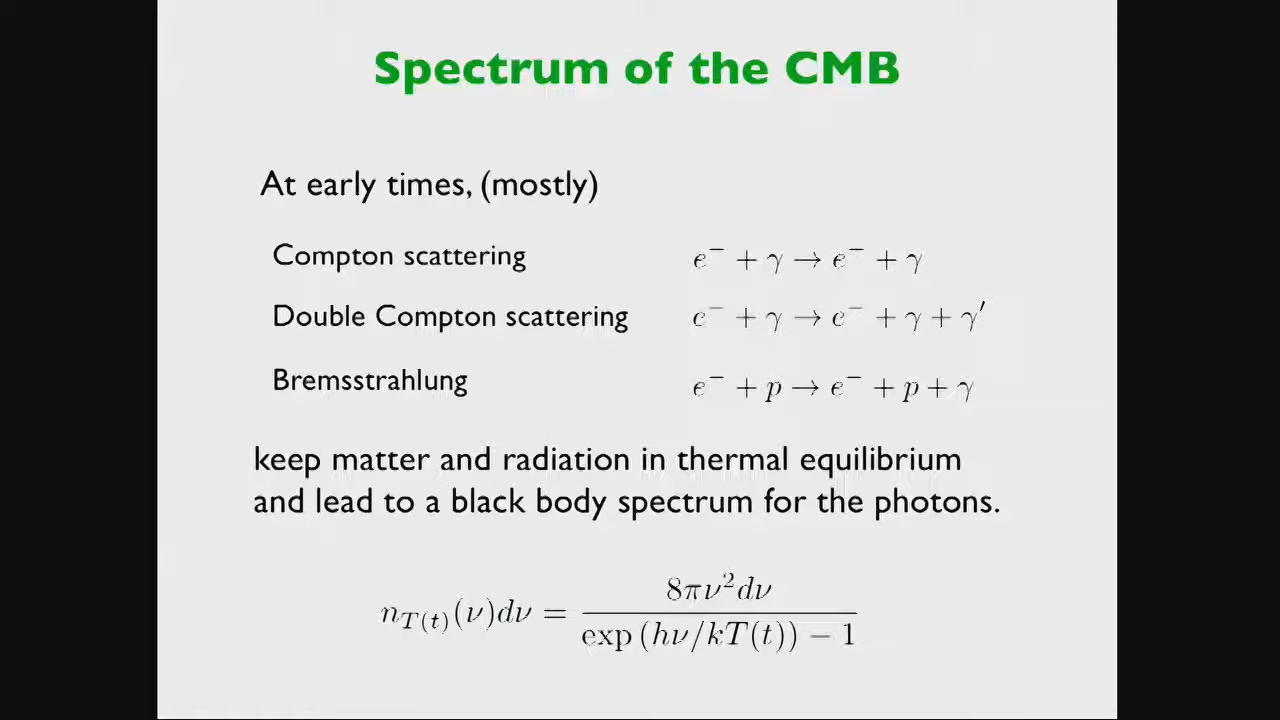 Spectrum of the CMB
At early times, (mostly)
Compton scattering e⁻ + γ → e⁻ + γ
Double Compton scattering e⁻ + γ → e⁻ + γ + γ′
Bremsstrahlung e⁻ + p → e⁻ + p + γ
keep matter and radiation in thermal equilibrium
and lead to a black body spectrum for the photons.
n_{T(t)}(ν)dν = \frac{8πν²dν}{exp (hν/kT(t)) − 1}